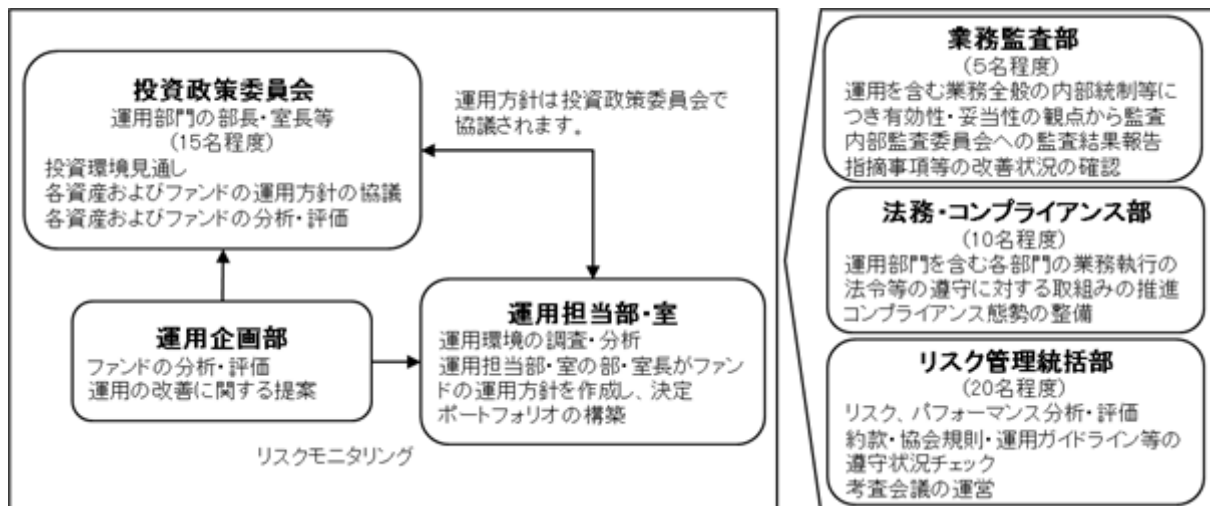 投資政策委員会
運用部門の部長・室長等
(15名程度)
投資環境見通し
各資産およびファンドの運用方針の協議
各資産およびファンドの分析・評価
運用方針は投資政策委員会で
協議されます。
運用企画部
ファンドの分析・評価
運用の改善に関する提案
運用担当部・室
運用環境の調査・分析
運用担当部・室の部・室長がファン
ドの運用方針を作成し、決定
ポートフォリオの構築
リスクモニタリング
業務監査部
(5名程度)
運用を含む業務全般の内部統制等に
つき有効性・妥当性の観点から監査
内部監査委員会への監査結果報告
指摘事項等の改善状況の確認
法務・コンプライアンス部
(10名程度)
運用部門を含む各部門の業務執行の
法令等の遵守に対する取組みの推進
コンプライアンス態勢の整備
リスク管理統括部
(20名程度)
リスク、パフォーマンス分析・評価
約款・協会規則・運用ガイドライン等の
遵守状況チェック
考査会議の運営